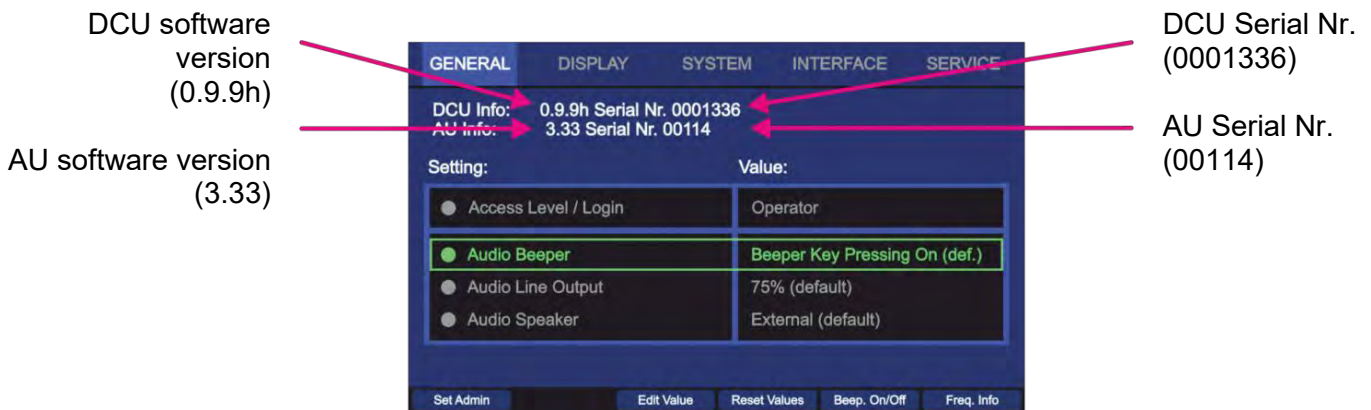 DCU software
version
(0.9.9h)
AU software version
(3.33)
GENERAL DISPLAY SYSTEM INTERFACE SERVICE
DCU Info: 0.9.9h Serial Nr. 0001336
AU Info: 3.33 Serial Nr. 00114
Setting: Value:
Access Level / Login Operator
Audio Beeper Beeper Key Pressing On (def.)
Audio Line Output 75% (default)
Audio Speaker External (default)
Set Admin Edit Value Reset Values Beep. On/Off Freq. Info
DCU Serial Nr.
(0001336)
AU Serial Nr.
(00114)